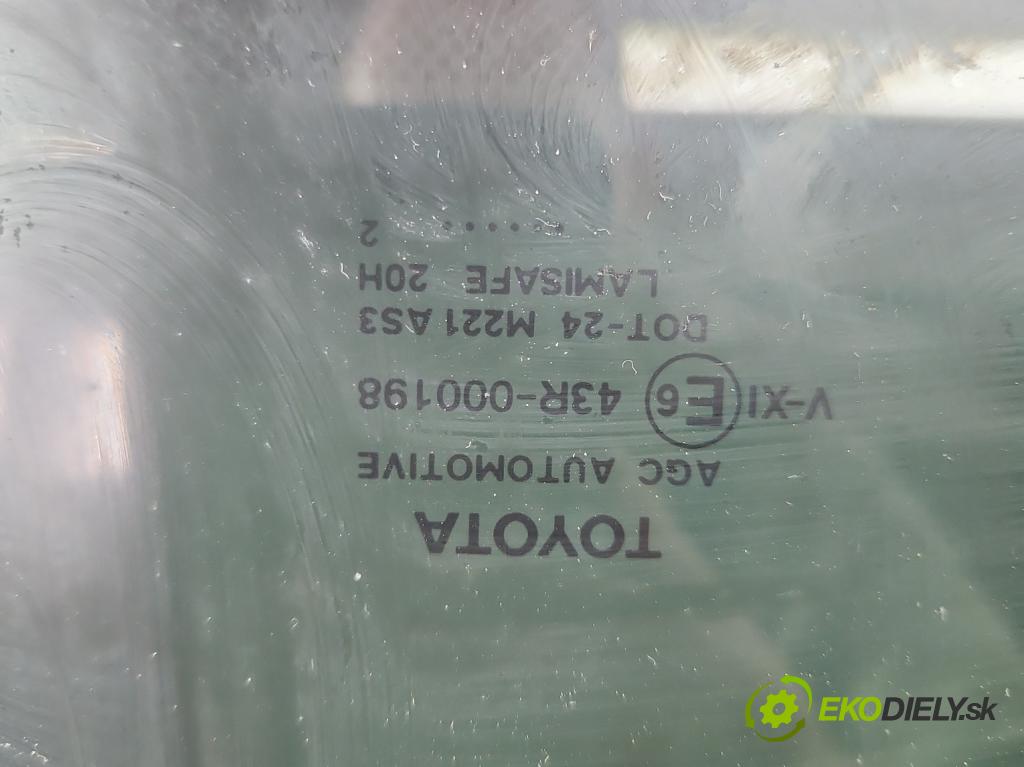 TOYOTA
AGC AUTOMOTIVE
V-XI E6 43R-000198
DOT-24 M221 AS3
LAMISAFE 20H
...... 2
EKODIELY.sk